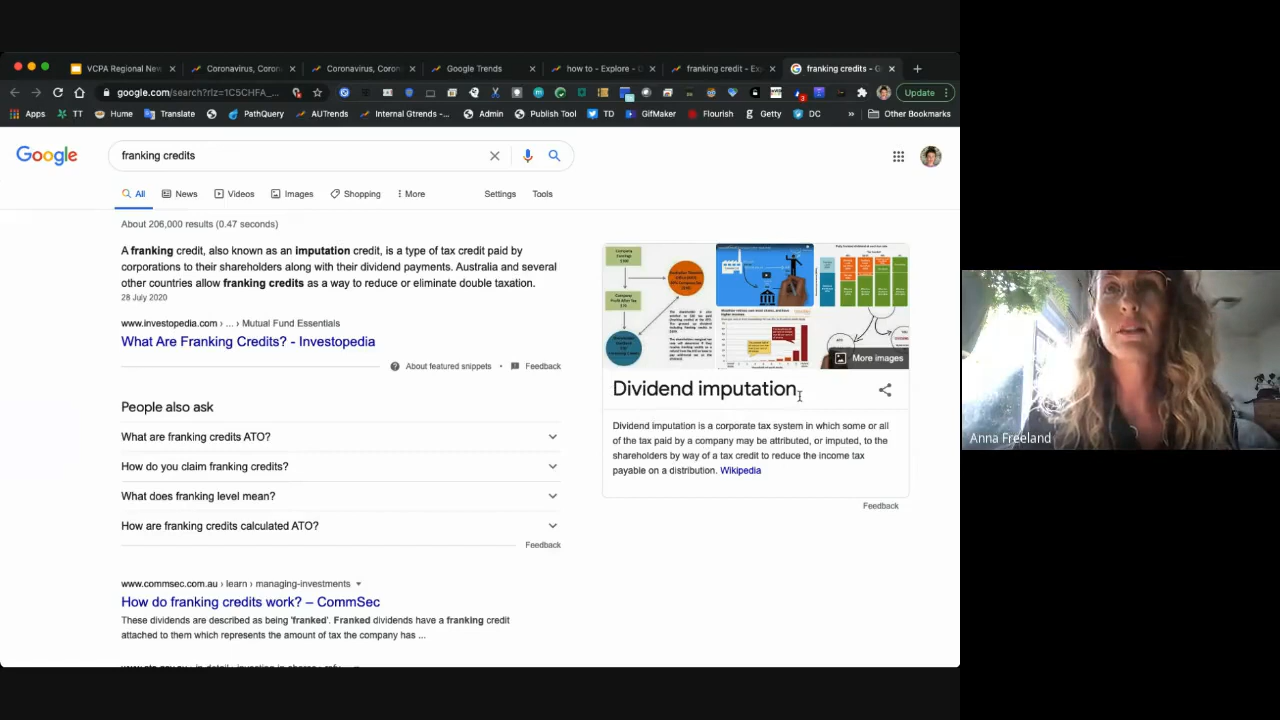 VCPA Regional New
Coronavirus, Coron
Coronavirus, Coron
Google Trends
how to - Explore - G
franking credit - Exp
franking credits - G
google.com/search?rlz=1C5CHFA_...
Update
Apps
TT
Home
Translate
PathQuery
AUTrends
Internal Gtrends -...
Admin
Publish Tool
TD
GifMaker
Flourish
Getty
DC
»
Other Bookmarks
Google
franking credits
All
News
Videos
Images
Shopping
More
Settings
Tools
About 206,000 results (0.47 seconds)
A franking credit, also known as an imputation credit, is a type of tax credit paid by
corporations to their shareholders along with their dividend payments. Australia and several
other countries allow franking credits as a way to reduce or eliminate double taxation.
28 July 2020
www.investopedia.com › ... › Mutual Fund Essentials
What Are Franking Credits? - Investopedia
About featured snippets • Feedback
People also ask
What are franking credits ATO?
How do you claim franking credits?
What does franking level mean?
How are franking credits calculated ATO?
Feedback
www.commsec.com.au › learn › managing-investments
How do franking credits work? – CommSec
These dividends are described as being 'franked'. Franked dividends have a franking credit
attached to them which represents the amount of tax the company has ...
More images
Dividend imputation
Dividend imputation is a corporate tax system in which some or all
of the tax paid by a company may be attributed, or imputed, to the
shareholders by way of a tax credit to reduce the income tax
payable on a distribution. Wikipedia
Feedback
Anna Freeland